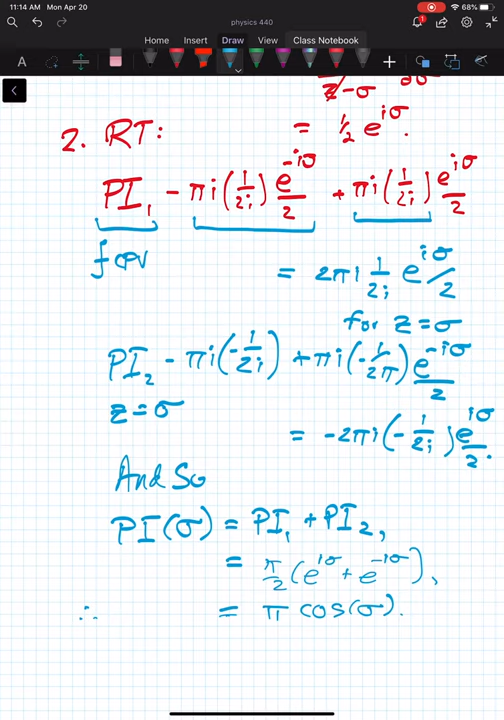 11:14 AM Mon Apr 20
68%
physics 440
1
Home Insert Draw View Class Notebook
A
z - σ
2. RT: = 1/2 e^{iσ}.
PI₁ - πi(1/2i) e^{-iσ}/2 + πi(1/2i) e^{iσ}/2
= 2πi 1/2i e^{iσ}/2
for z = σ
PI₂ - πi(-1/2i) + πi(-1/2π) e^{-iσ}/2
z = σ
= -2πi(-1/2i) e^{iσ}/2.
And So
PI(σ) = PI₁ + PI₂,
= π/2 (e^{iσ} + e^{-iσ}),
∴ = π cos(σ).